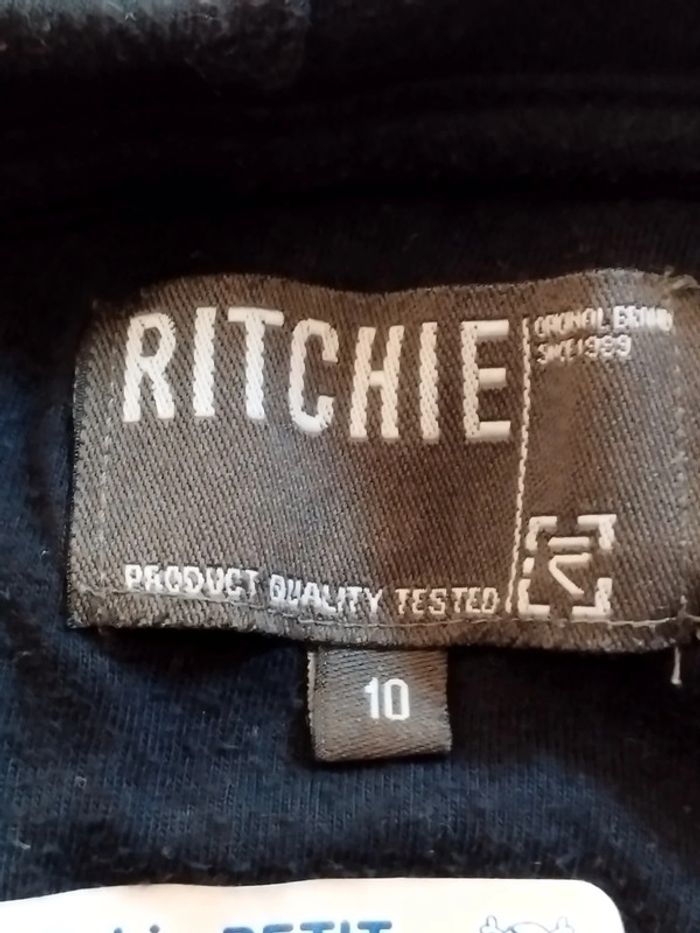 RITCHIE
ORIGINAL BRAND
SINCE 1999
PRODUCT QUALITY TESTED
10
PETIT